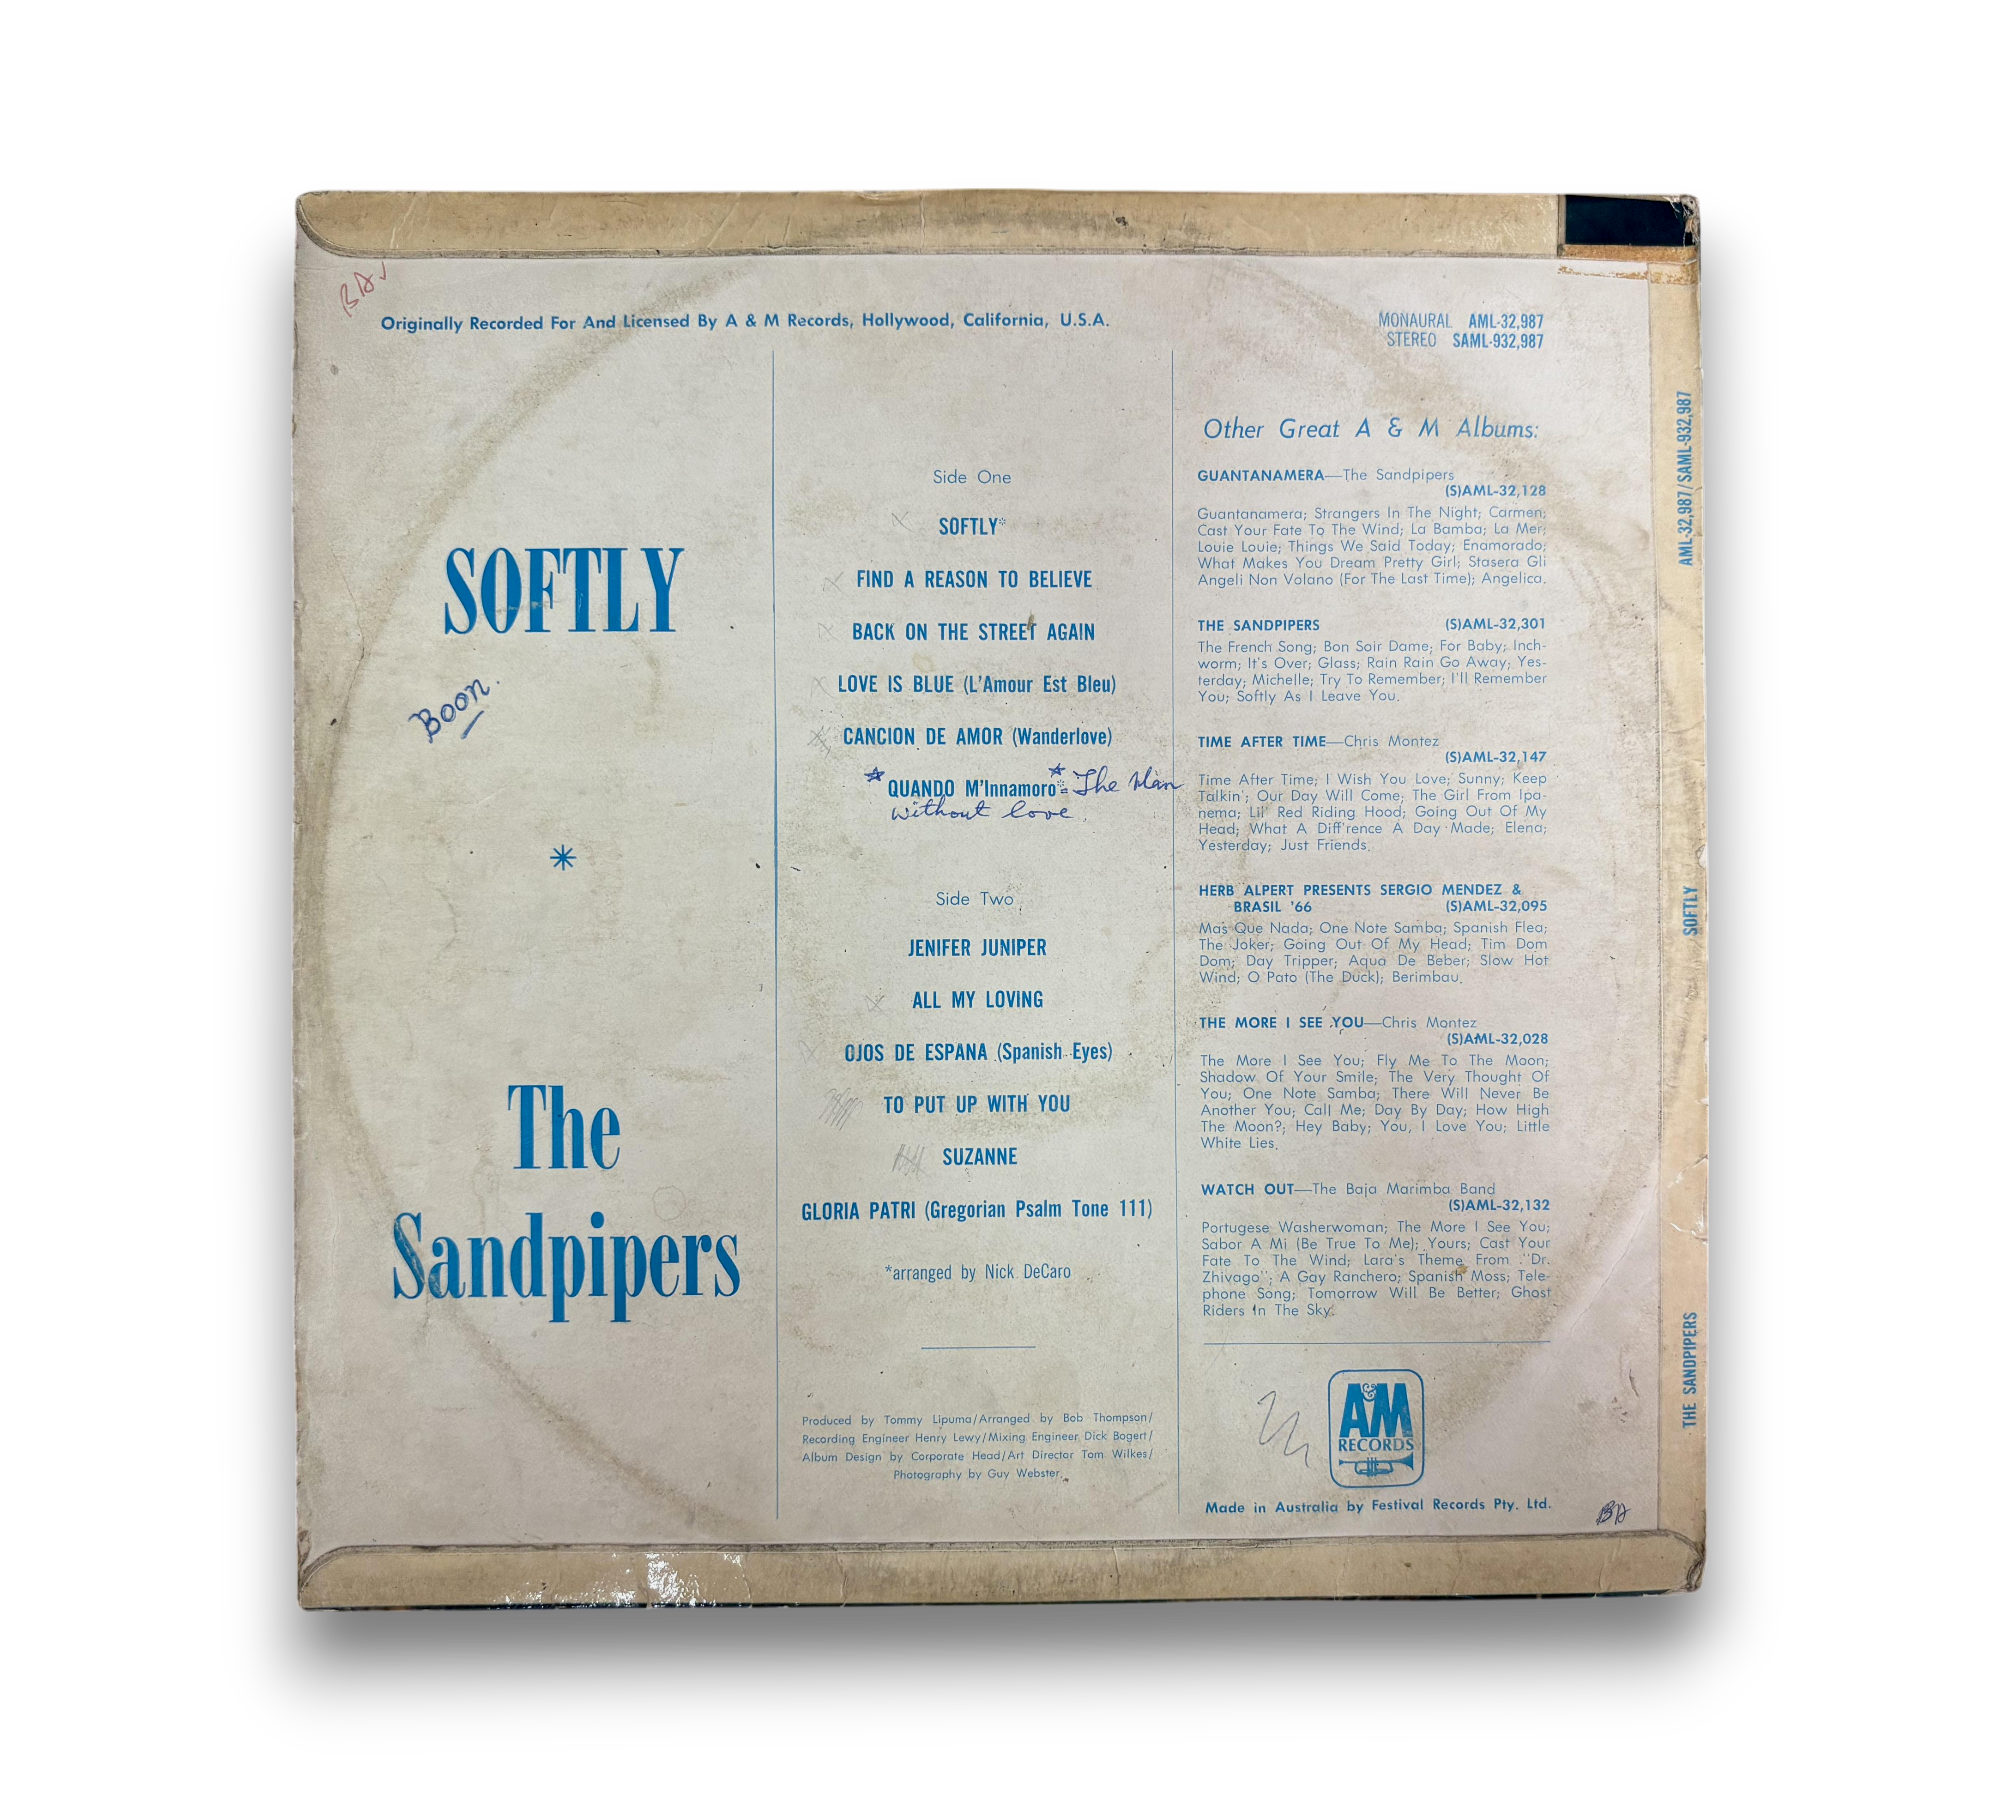 BA
Originally Recorded For And Licensed By A & M Records, Hollywood, California, U.S.A.
MONAURAL AML-32,987
STEREO SAML-932,987
SOFTLY
Boon.
*
The
Sandpipers
Side One
SOFTLY*
FIND A REASON TO BELIEVE
BACK ON THE STREET AGAIN
LOVE IS BLUE (L'Amour Est Bleu)
CANCION DE AMOR (Wanderlove)
QUANDO M'Innamoro* = The Man
without love
Side Two
JENIFER JUNIPER
ALL MY LOVING
OJOS DE ESPANA (Spanish Eyes)
TO PUT UP WITH YOU
SUZANNE
GLORIA PATRI (Gregorian Psalm Tone 111)
*arranged by Nick DeCaro
Produced by Tommy Lipuma/Arranged by Bob Thompson/
Recording Engineer Henry Lewy/Mixing Engineer Dick Bogert/
Album Design by Corporate Head/Art Director Tom Wilkes/
Photography by Guy Webster.
Other Great A & M Albums:
GUANTANAMERA—The Sandpipers
(S)AML-32,128
Guantanamera; Strangers In The Night; Carmen;
Cast Your Fate To The Wind; La Bamba; La Mer;
Louie Louie; Things We Said Today; Enamorado;
What Makes You Dream Pretty Girl; Stasera Gli
Angeli Non Volano (For The Last Time); Angelica.
THE SANDPIPERS (S)AML-32,301
The French Song; Bon Soir Dame; For Baby; Inch-
worm; It's Over; Glass; Rain Rain Go Away; Yes-
terday; Michelle; Try To Remember; I'll Remember
You; Softly As I Leave You.
TIME AFTER TIME—Chris Montez
(S)AML-32,147
Time After Time; I Wish You Love; Sunny; Keep
Talkin'; Our Day Will Come; The Girl From Ipa-
nema; Lil' Red Riding Hood; Going Out Of My
Head; What A Diff'rence A Day Made; Elena;
Yesterday; Just Friends.
HERB ALPERT PRESENTS SERGIO MENDEZ &
BRASIL '66 (S)AML-32,095
Mas Que Nada; One Note Samba; Spanish Flea;
The Joker; Going Out Of My Head; Tim Dom
Dom; Day Tripper; Aqua De Beber; Slow Hot
Wind; O Pato (The Duck); Berimbau.
THE MORE I SEE YOU—Chris Montez
(S)AML-32,028
The More I See You; Fly Me To The Moon;
Shadow Of Your Smile; The Very Thought Of
You; One Note Samba; There Will Never Be
Another You; Call Me; Day By Day; How High
The Moon?; Hey Baby; You, I Love You; Little
White Lies.
WATCH OUT—The Baja Marimba Band
(S)AML-32,132
Portugese Washerwoman; The More I See You;
Sabor A Mi (Be True To Me); Yours; Cast Your
Fate To The Wind; Lara's Theme From "Dr.
Zhivago"; A Gay Ranchero; Spanish Moss; Tele-
phone Song; Tomorrow Will Be Better; Ghost
Riders In The Sky.
A&M
RECORDS
Made in Australia by Festival Records Pty. Ltd.
BA
AML-32,987/SAML-932,987
SOFTLY
THE SANDPIPERS